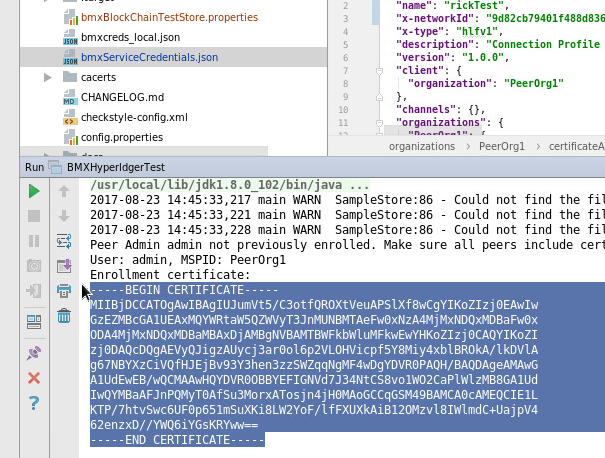 bmxBlockChainTestStore.properties
bmxcreds_local.json
bmxServiceCredentials.json
cacerts
CHANGELOG.md
checkstyle-config.xml
config.properties
2 "name": "rickTest"
3 "x-networkId": "9d82cb79401f488d836
4 "x-type": "hlfv1"
5 "description": "Connection Profile
6 "version": "1.0.0",
7 "client": {
8 "organization": "PeerOrg1"
9 },
10 "channels": {},
11 "organizations": {
"PeerOrg1": {
organizations PeerOrg1 certificateA
Run BMXHyperldgerTest
/usr/local/lib/jdk1.8.0_102/bin/java ...
2017-08-23 14:45:33,217 main WARN SampleStore:86 - Could not find the fil
2017-08-23 14:45:33,221 main WARN SampleStore:86 - Could not find the fil
2017-08-23 14:45:33,228 main WARN SampleStore:86 - Could not find the fil
Peer Admin admin not previously enrolled. Make sure all peers include cert
User: admin, MSPID: PeerOrg1
Enrollment certificate:
-----BEGIN CERTIFICATE-----
MIIBjDCCATOgAwIBAgIUJumVt5/C3otfQROXtVeuAPSlXf8wCgYIKoZIzj0EAwIw
GzEZMBcGA1UEAxMQYWRtaW5QZWVyT3JnMUNBMTAeFw0xNzA4MjMxNDQxMDBaFw0x
ODA4MjMxNDQxMDBaMBAxDjAMBgNVBAMTBWFkbWluMFkwEwYHKoZIzj0CAQYIKoZI
zj0DAQcDQgAEVyQJigzAUycj3ar0ol6p2VLOHVicpf5Y8Miy4xblBROkA/lkDVlA
g67NBYXzCiVQfHJEjBv93Y3hen3zzSWZqqNgMF4wDgYDVR0PAQH/BAQDAgeAMAwG
A1UdEwEB/wQCMAAwHQYDVR0OBBYEFIGNVd7J34NtCS8vo1WO2CaPlWlzMB8GA1Ud
IwQYMBaAFJnPQMyT0AfSu3MorxATosjn4jH0MAoGCCqGSM49BAMCA0cAMEQCIE1L
KTP/7htvSwc6UF0p651mSuXKi8LW2YoF/lfFXUXkAiB12OMzvl8IWlmdC+UajpV4
62enzxD//YWQ6iYGsKRYww==
-----END CERTIFICATE-----